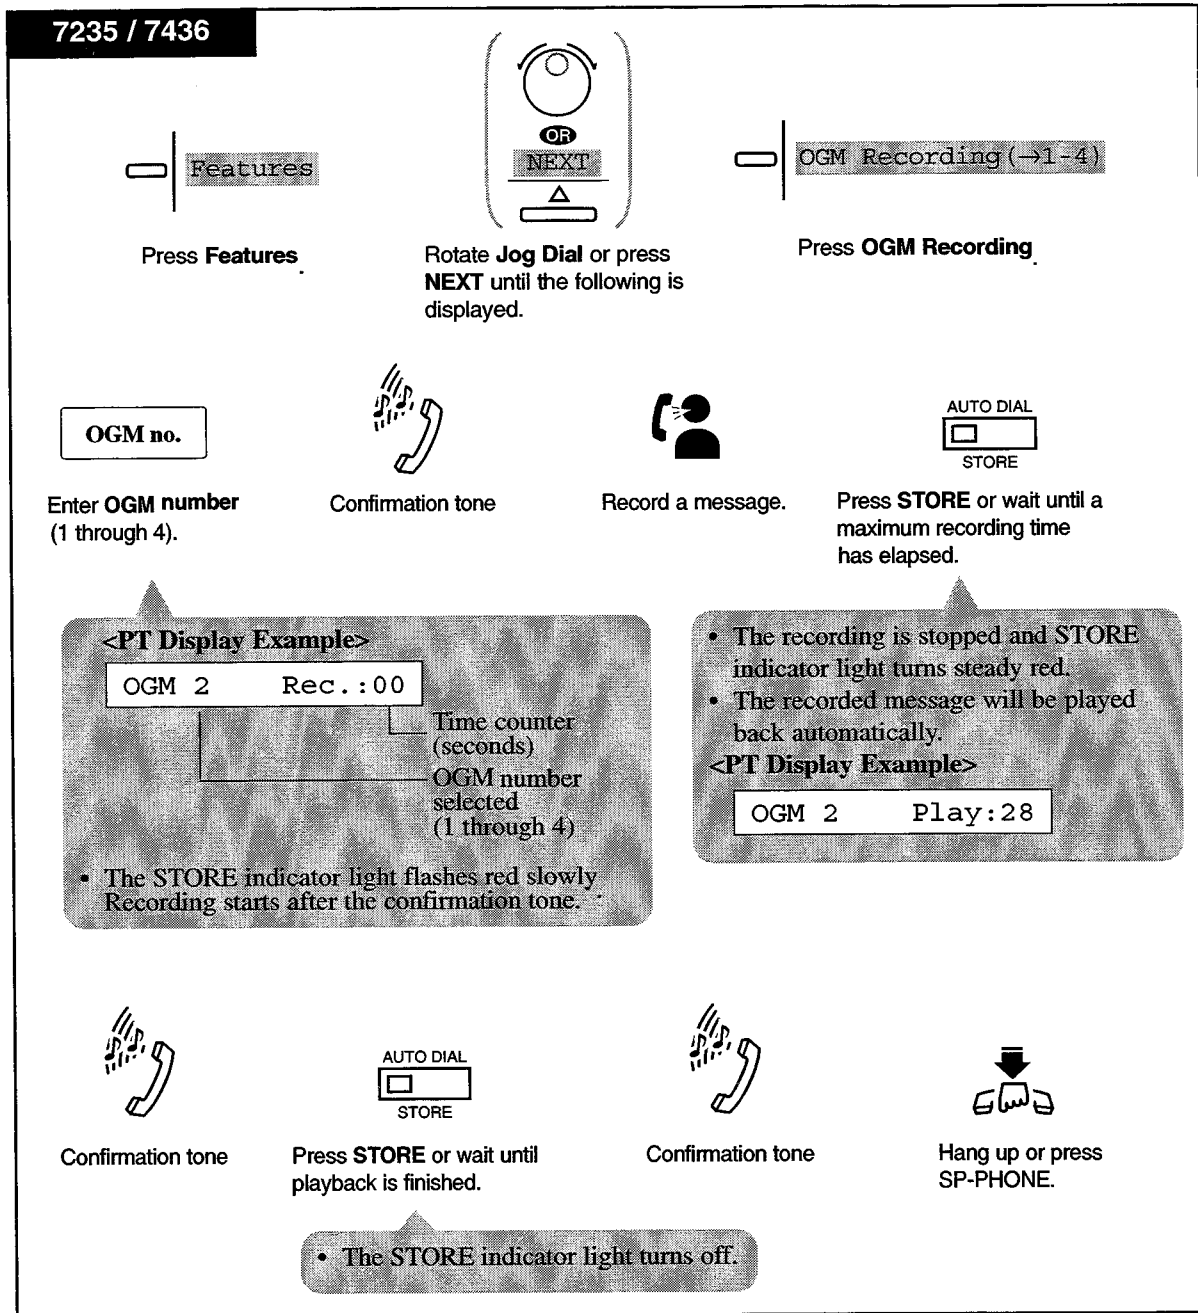 7235 / 7436
Features
OR
NEXT
OGM Recording(→1-4)
Press Features
Rotate Jog Dial or press
NEXT until the following is
displayed.
Press OGM Recording
OGM no.
AUTO DIAL
STORE
Enter OGM number
(1 through 4).
Confirmation tone
Record a message.
Press STORE or wait until a
maximum recording time
has elapsed.
<PT Display Example>
OGM 2 Rec.:00
Time counter
(seconds)
OGM number
selected
(1 through 4)
• The STORE indicator light flashes red slowly
Recording starts after the confirmation tone.
• The recording is stopped and STORE
indicator light turns steady red.
• The recorded message will be played
back automatically.
<PT Display Example>
OGM 2 Play:28
AUTO DIAL
STORE
Confirmation tone
Press STORE or wait until
playback is finished.
Confirmation tone
Hang up or press
SP-PHONE.
• The STORE indicator light turns off.